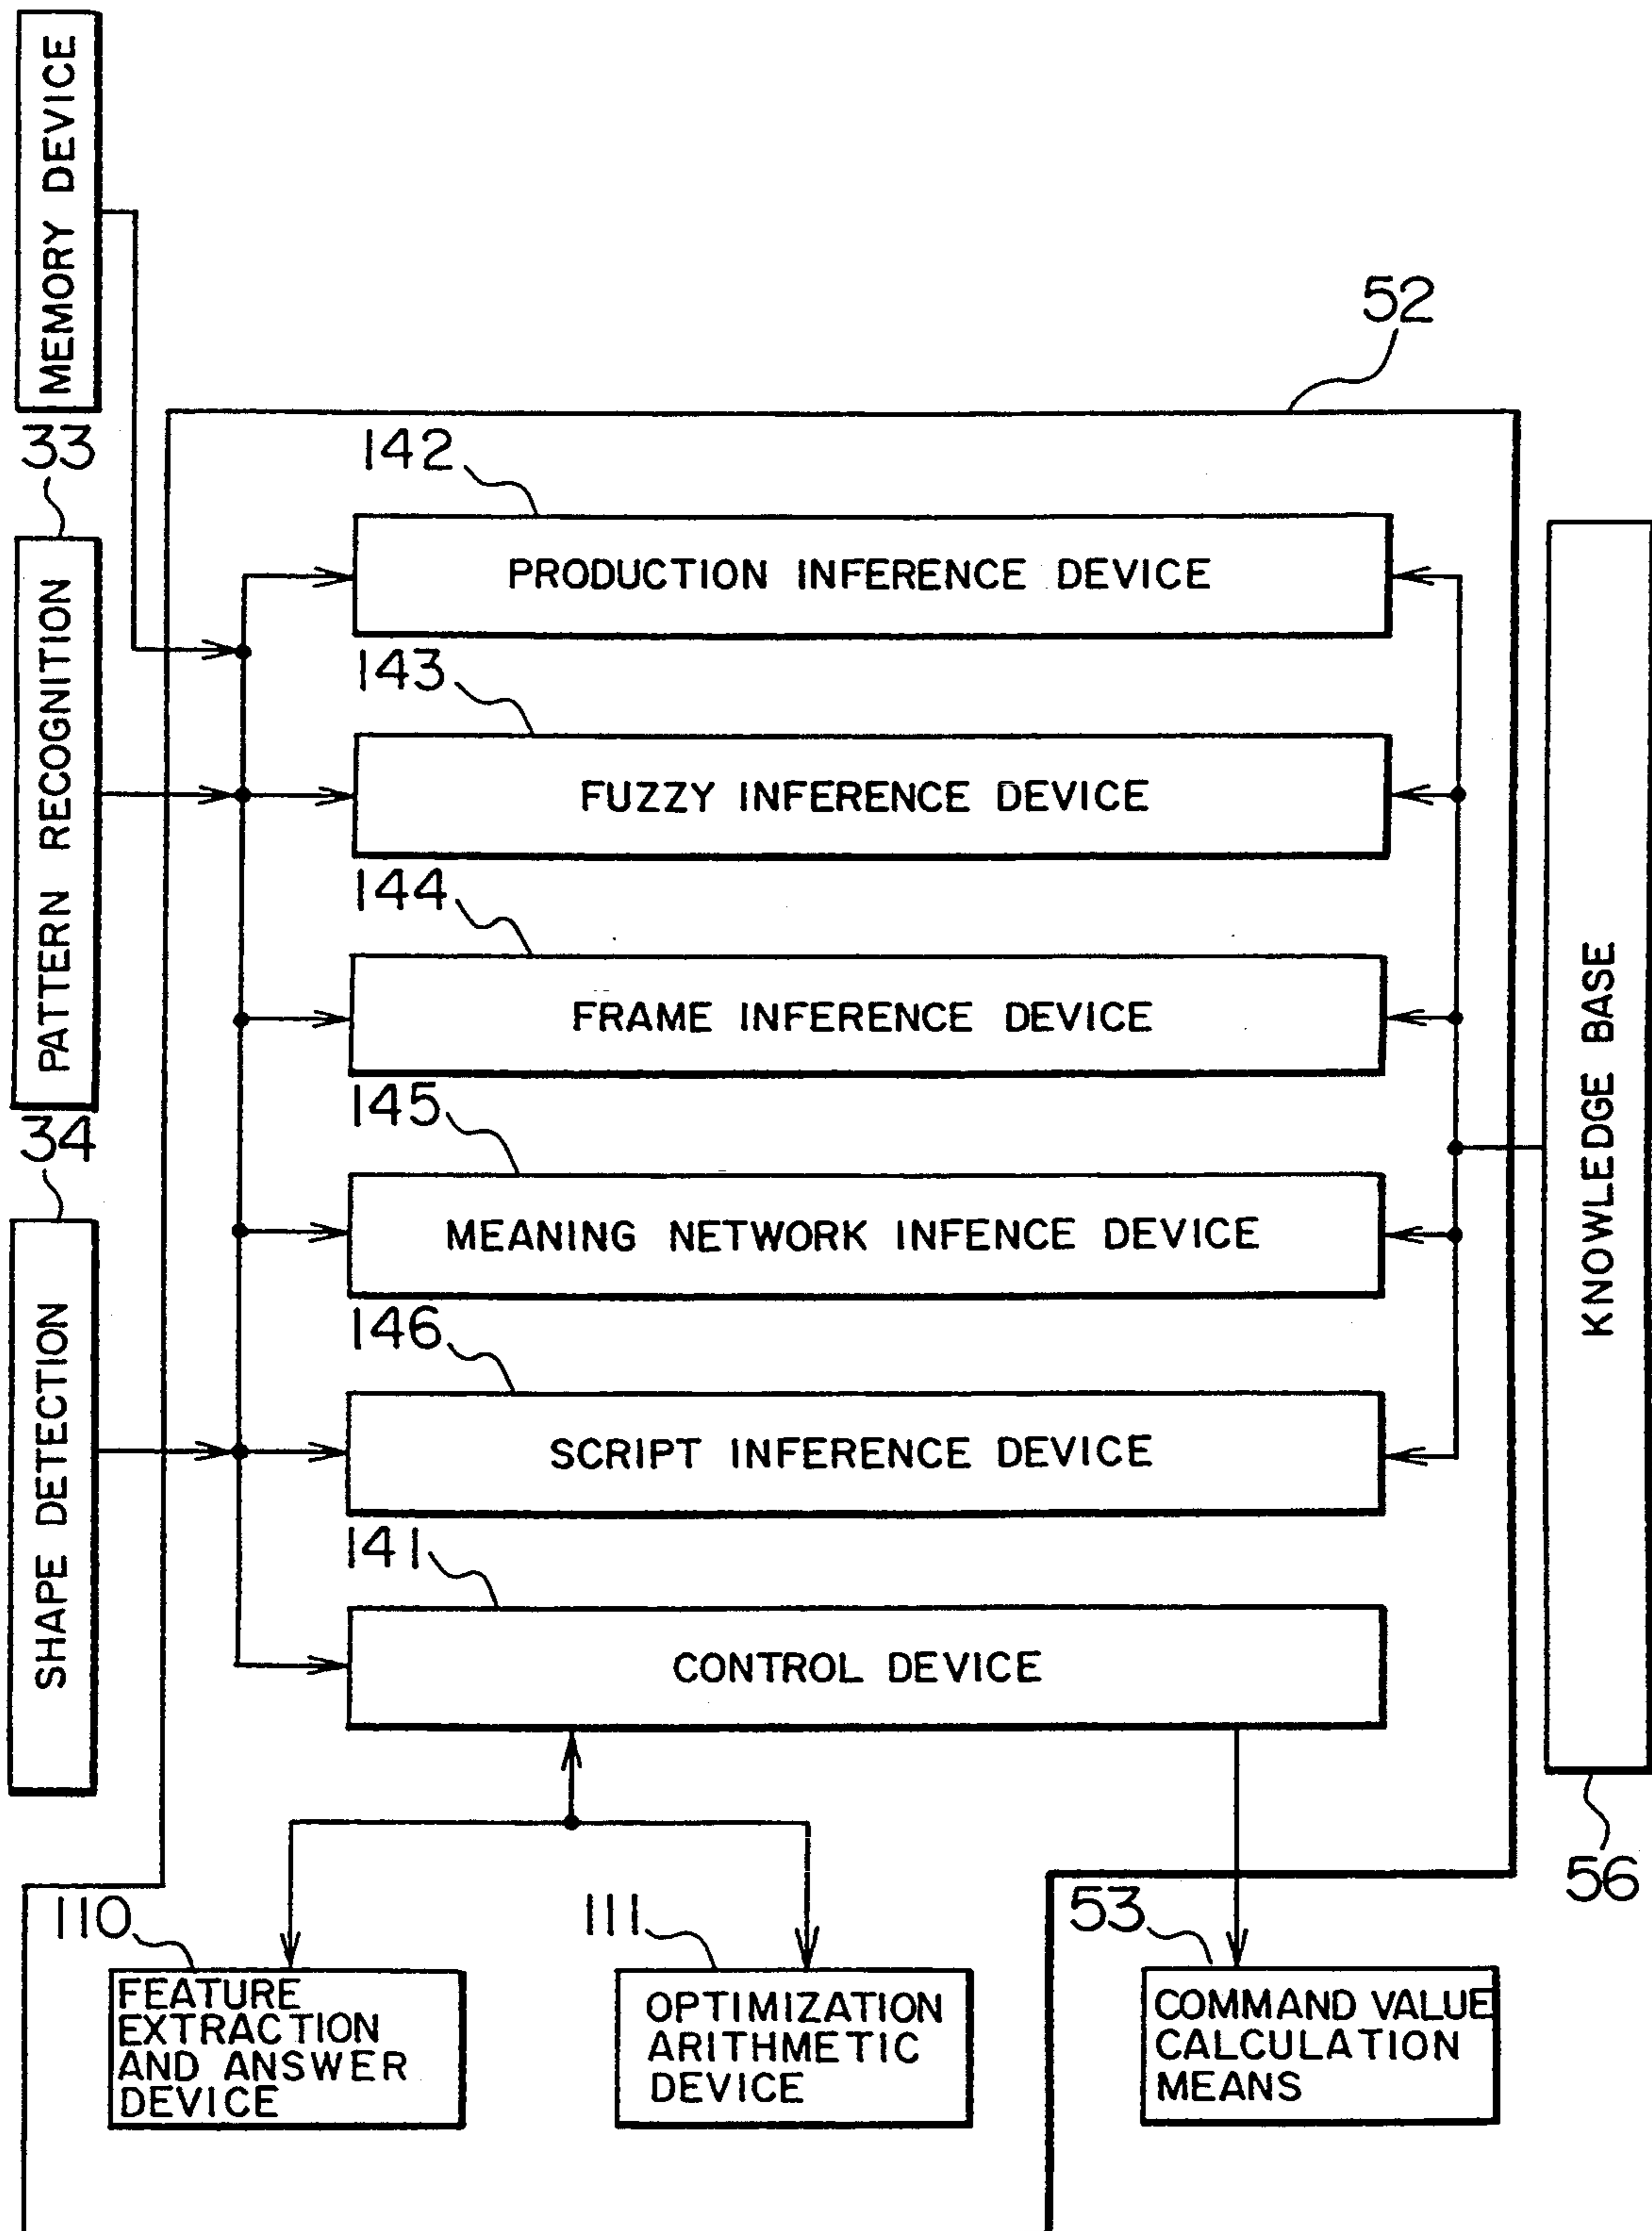 MEMORY DEVICE
52
33
142
PRODUCTION INFERENCE DEVICE
PATTERN RECOGNITION
143
FUZZY INFERENCE DEVICE
144
FRAME INFERENCE DEVICE
KNOWLEDGE BASE
34
145
MEANING NETWORK INFENCE DEVICE
SHAPE DETECTION
146
SCRIPT INFERENCE DEVICE
141
CONTROL DEVICE
56
110
111
53
FEATURE
EXTRACTION
AND ANSWER
DEVICE
OPTIMIZATION
ARITHMETIC
DEVICE
COMMAND VALUE
CALCULATION
MEANS